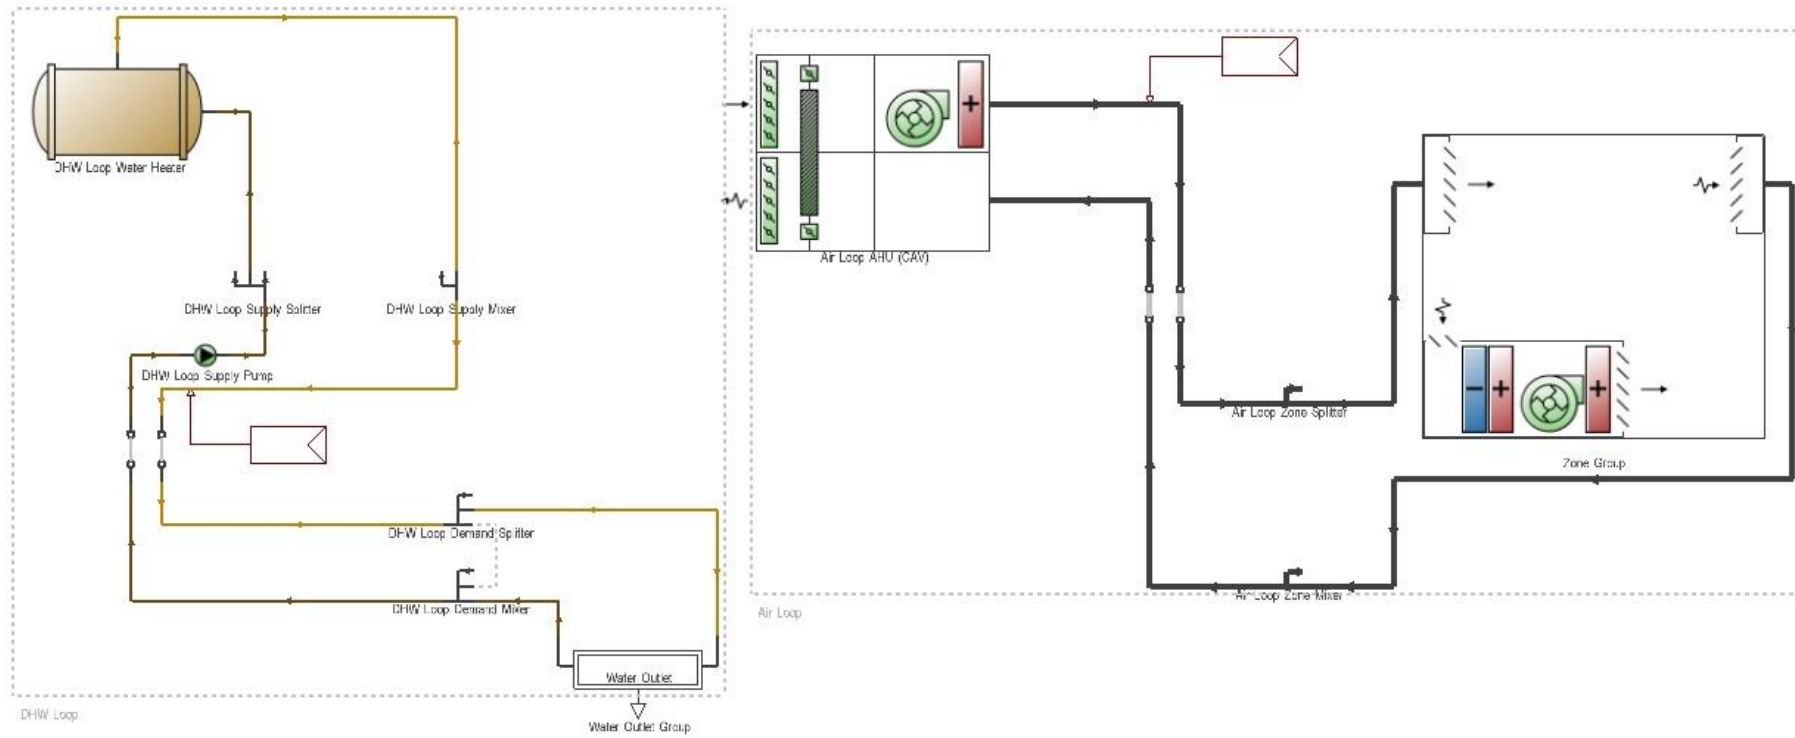 DHW Loop Water Heater
Air Loop AHU (CAV)
DHW Loop Supply Splitter
DHW Loop Supply Mixer
DHW Loop Supply Pump
Air Loop Zone Splitter
Zone Group
DHW Loop Demand Splitter
DHW Loop Demand Mixer
Air Loop Zone Mixer
Air Loop
Water Outlet
DHW Loop
Water Outlet Group